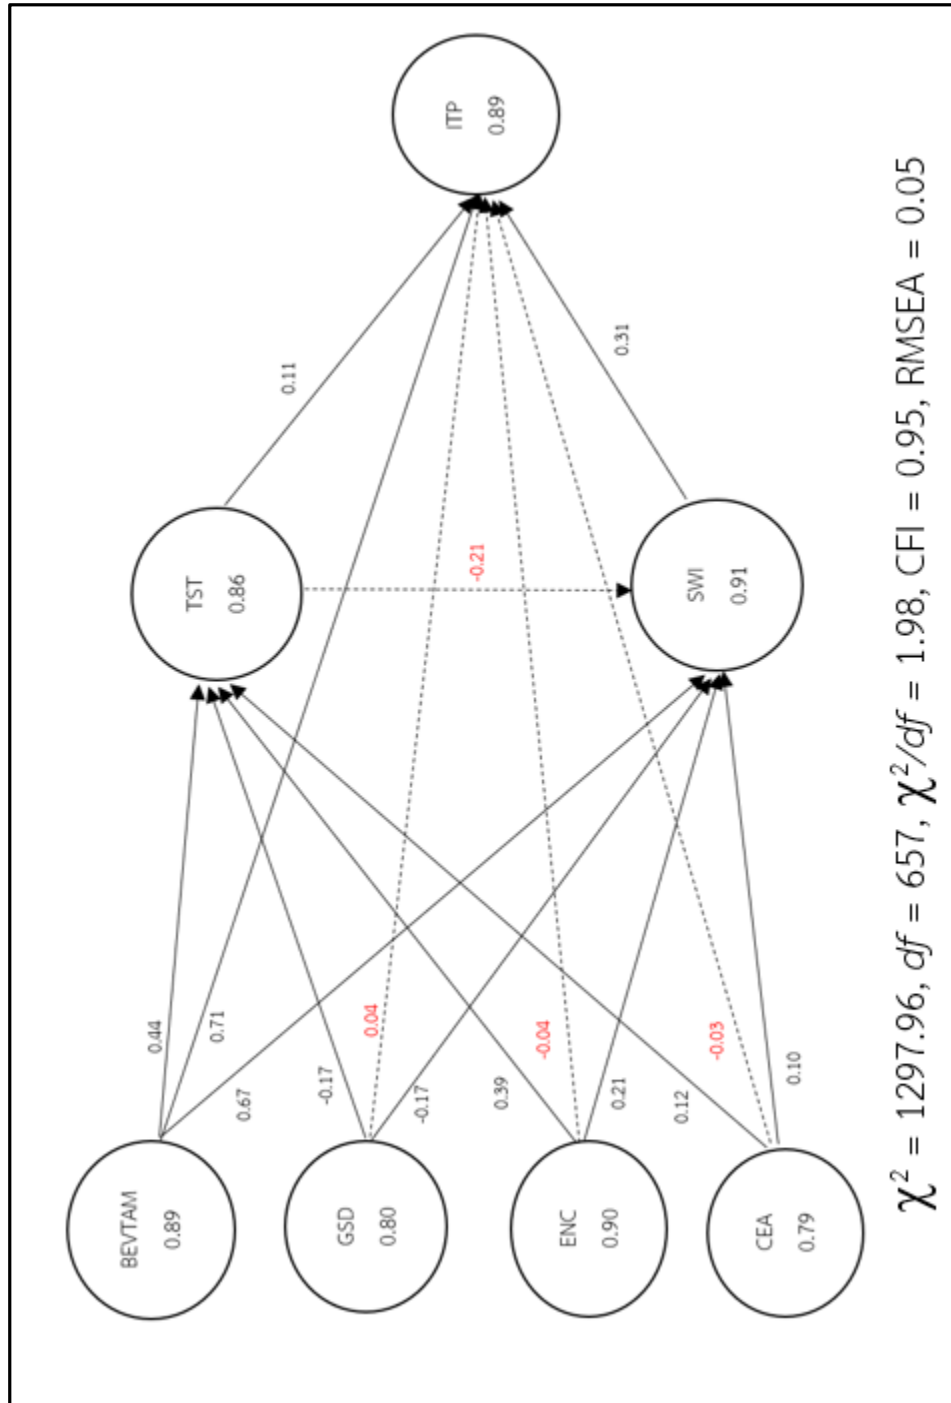 BEVTAM
0.89
GSD
0.80
ENC
0.90
CEA
0.79
0.44
0.71
0.67
-0.17
0.04
-0.17
0.39
-0.04
0.21
0.12
-0.03
0.10
TST
0.86
-0.21
SWI
0.91
0.11
0.31
ITP
0.89
χ² = 1297.96, df = 657, χ²/df = 1.98, CFI = 0.95, RMSEA = 0.05